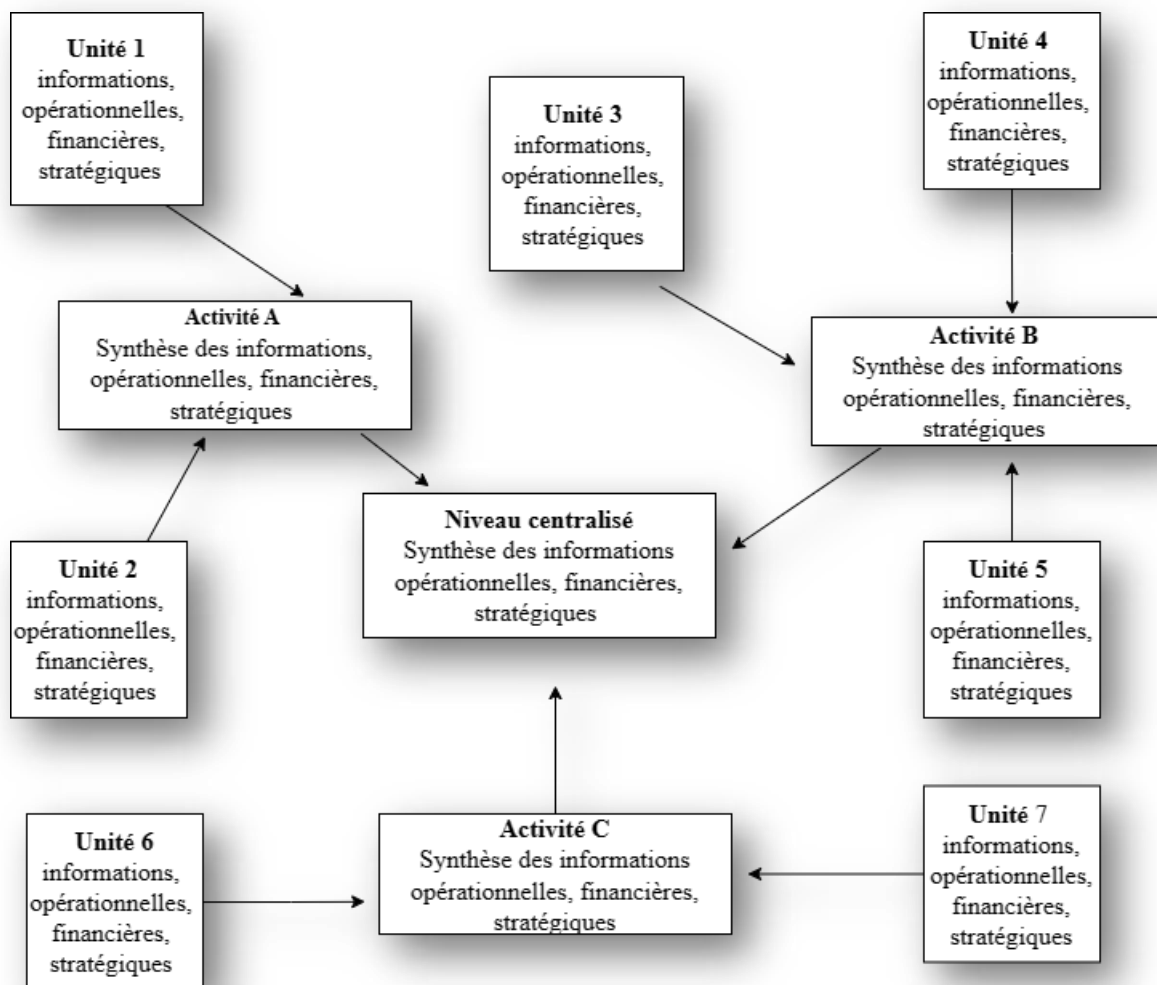 Unité 1
informations,
opérationnelles,
financières,
stratégiques
Unité 4
informations,
opérationnelles,
financières,
stratégiques
Unité 3
informations,
opérationnelles,
financières,
stratégiques
Activité A
Synthèse des informations,
opérationnelles, financières,
stratégiques
Activité B
Synthèse des informations
opérationnelles, financières,
stratégiques
Niveau centralisé
Synthèse des informations
opérationnelles, financières,
stratégiques
Unité 2
informations,
opérationnelles,
financières,
stratégiques
Unité 5
informations,
opérationnelles,
financières,
stratégiques
Unité 6
informations,
opérationnelles,
financières,
stratégiques
Activité C
Synthèse des informations
opérationnelles, financières,
stratégiques
Unité 7
informations,
opérationnelles,
financières,
stratégiques